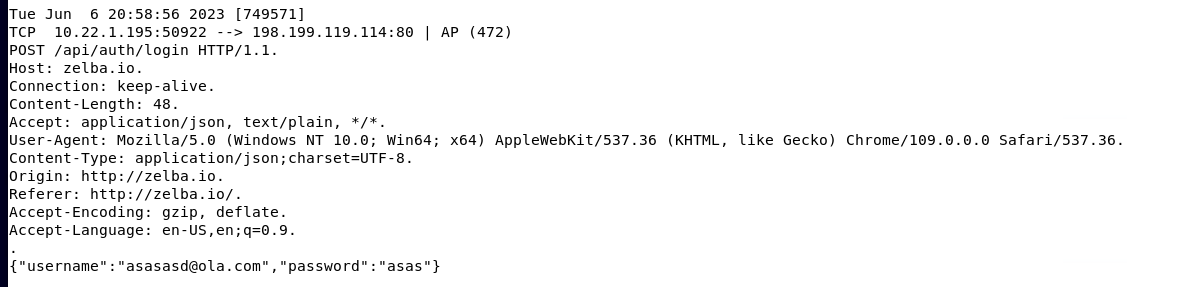 Tue Jun  6 20:58:56 2023 [749571]
TCP  10.22.1.195:50922 --> 198.199.119.114:80 | AP (472)
POST /api/auth/login HTTP/1.1.
Host: zelba.io.
Connection: keep-alive.
Content-Length: 48.
Accept: application/json, text/plain, */*.
User-Agent: Mozilla/5.0 (Windows NT 10.0; Win64; x64) AppleWebKit/537.36 (KHTML, like Gecko) Chrome/109.0.0.0 Safari/537.36.
Content-Type: application/json;charset=UTF-8.
Origin: http://zelba.io.
Referer: http://zelba.io/.
Accept-Encoding: gzip, deflate.
Accept-Language: en-US,en;q=0.9.
.
{"username":"asasasd@ola.com","password":"asas"}